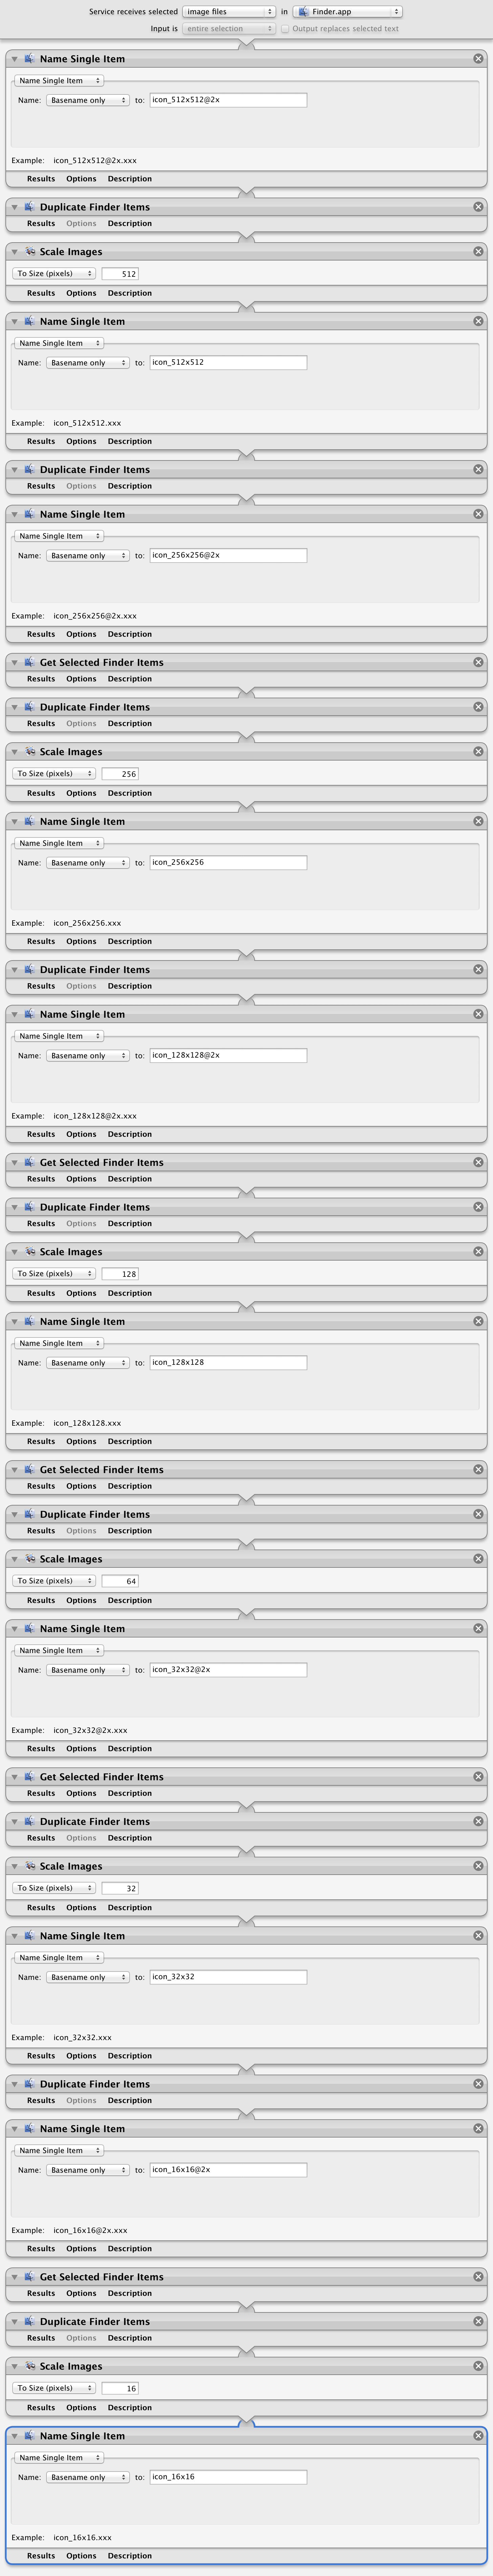 Service receives selected image files in Finder.app
Input is entire selection Output replaces selected text
Name Single Item
Name Single Item
Name: Basename only to: icon_512x512@2x
Example: icon_512x512@2x.xxx
Results Options Description
Duplicate Finder Items
Results Options Description
Scale Images
To Size (pixels) 512
Results Options Description
Name Single Item
Name Single Item
Name: Basename only to: icon_512x512
Example: icon_512x512.xxx
Results Options Description
Duplicate Finder Items
Results Options Description
Name Single Item
Name Single Item
Name: Basename only to: icon_256x256@2x
Example: icon_256x256@2x.xxx
Results Options Description
Get Selected Finder Items
Results Options Description
Duplicate Finder Items
Results Options Description
Scale Images
To Size (pixels) 256
Results Options Description
Name Single Item
Name Single Item
Name: Basename only to: icon_256x256
Example: icon_256x256.xxx
Results Options Description
Duplicate Finder Items
Results Options Description
Name Single Item
Name Single Item
Name: Basename only to: icon_128x128@2x
Example: icon_128x128@2x.xxx
Results Options Description
Get Selected Finder Items
Results Options Description
Duplicate Finder Items
Results Options Description
Scale Images
To Size (pixels) 128
Results Options Description
Name Single Item
Name Single Item
Name: Basename only to: icon_128x128
Example: icon_128x128.xxx
Results Options Description
Get Selected Finder Items
Results Options Description
Duplicate Finder Items
Results Options Description
Scale Images
To Size (pixels) 64
Results Options Description
Name Single Item
Name Single Item
Name: Basename only to: icon_32x32@2x
Example: icon_32x32@2x.xxx
Results Options Description
Get Selected Finder Items
Results Options Description
Duplicate Finder Items
Results Options Description
Scale Images
To Size (pixels) 32
Results Options Description
Name Single Item
Name Single Item
Name: Basename only to: icon_32x32
Example: icon_32x32.xxx
Results Options Description
Duplicate Finder Items
Results Options Description
Name Single Item
Name Single Item
Name: Basename only to: icon_16x16@2x
Example: icon_16x16@2x.xxx
Results Options Description
Get Selected Finder Items
Results Options Description
Duplicate Finder Items
Results Options Description
Scale Images
To Size (pixels) 16
Results Options Description
Name Single Item
Name Single Item
Name: Basename only to: icon_16x16
Example: icon_16x16.xxx
Results Options Description